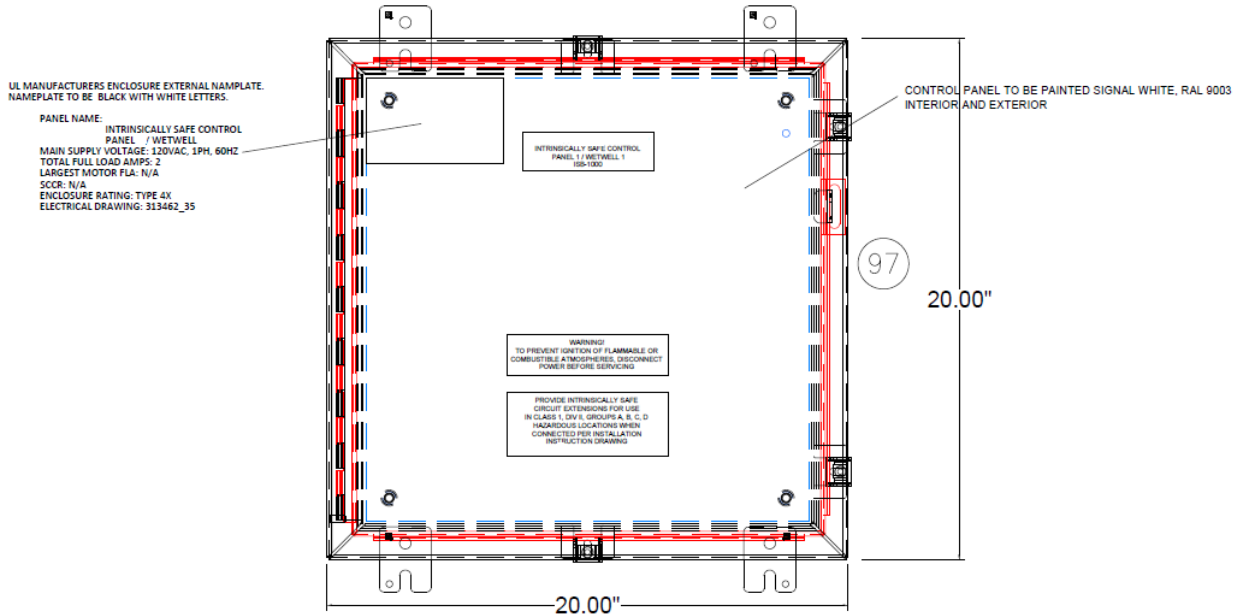 UL MANUFACTURERS ENCLOSURE EXTERNAL NAMPLATE.
NAMEPLATE TO BE BLACK WITH WHITE LETTERS.
PANEL NAME:
INTRINSICALLY SAFE CONTROL
PANEL / WETWELL
MAIN SUPPLY VOLTAGE: 120VAC, 1PH, 60HZ
TOTAL FULL LOAD AMPS: 2
LARGEST MOTOR FLA: N/A
SCCR: N/A
ENCLOSURE RATING: TYPE 4X
ELECTRICAL DRAWING: 313462_35
CONTROL PANEL TO BE PAINTED SIGNAL WHITE, RAL 9003
INTERIOR AND EXTERIOR
INTRINSICALLY SAFE CONTROL
PANEL 1 / WETWELL 1
ISB-1000
97
20.00"
WARNING!
TO PREVENT IGNITION OF FLAMMABLE OR
COMBUSTIBLE ATMOSPHERES, DISCONNECT
POWER BEFORE SERVICING
PROVIDE INTRINSICALLY SAFE
CIRCUIT EXTENSIONS FOR USE
IN CLASS 1, DIV II, GROUPS A, B, C, D
HAZARDOUS LOCATIONS WHEN
CONNECTED PER INSTALLATION
INSTRUCTION DRAWING
20.00"